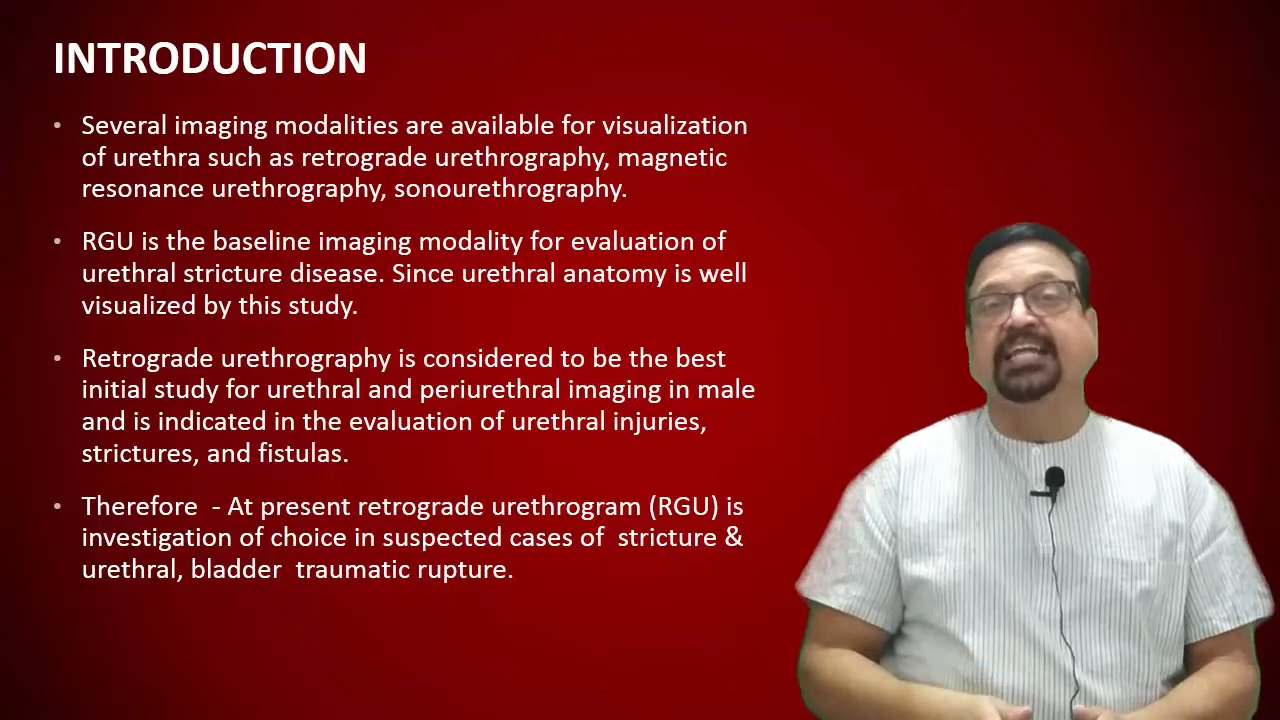 INTRODUCTION
• Several imaging modalities are available for visualization
of urethra such as retrograde urethrography, magnetic
resonance urethrography, sonourethrography.
• RGU is the baseline imaging modality for evaluation of
urethral stricture disease. Since urethral anatomy is well
visualized by this study.
• Retrograde urethrography is considered to be the best
initial study for urethral and periurethral imaging in male
and is indicated in the evaluation of urethral injuries,
strictures, and fistulas.
• Therefore - At present retrograde urethrogram (RGU) is
investigation of choice in suspected cases of stricture &
urethral, bladder traumatic rupture.